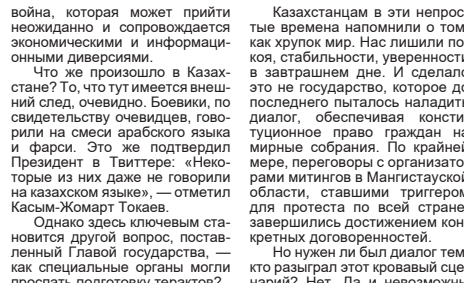 война, которая может прийти
неожиданно и сопровождается
экономическими и информаци-
онными диверсиями.
Что же произошло в Казах-
стане? То, что тут имеется внеш-
ний след, очевидно. Боевики, по
свидетельству очевидцев, гово-
рили на смеси арабского языка
и фарси. Это же подтвердил
Президент в Твиттере: «Неко-
торые из них даже не говорили
на казахском языке», — отметил
Касым-Жомарт Токаев.
Однако здесь ключевым ста-
новится другой вопрос, постав-
ленный Главой государства, —
как специальные органы могли
проспать подготовку терактов?
Казахстанцам в эти непрос-
тые времена напомнили о том,
как хрупок мир. Нас лишили по-
коя, стабильности, уверенности
в завтрашнем дне. И сделало
это не государство, которое до
последнего пыталось наладить
диалог, обеспечивая консти-
туционное право граждан на
мирные собрания. По крайней
мере, переговоры с организато-
рами митингов в Мангистауской
области, ставшими триггером
для протеста по всей стране,
завершились достижением кон-
кретных договоренностей.
Но нужен ли был диалог тем,
кто разыграл этот кровавый сце-
нарий? Нет. Да и невозможны